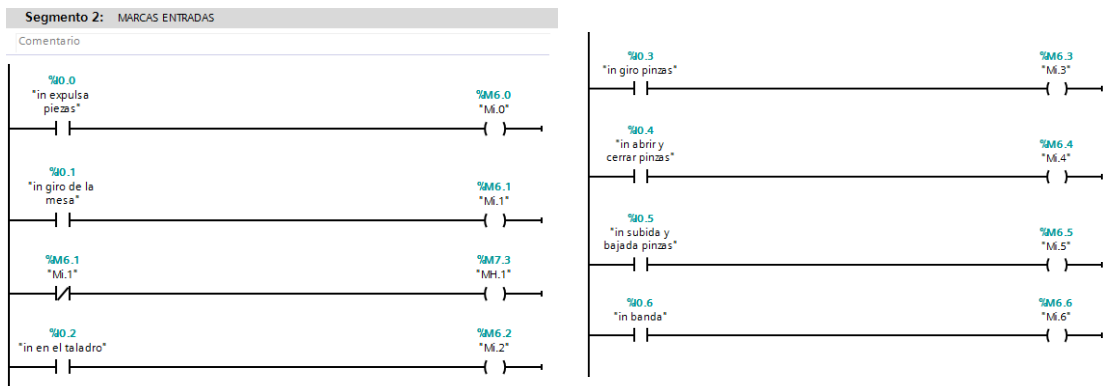 Segmento 2: MARCAS ENTRADAS
Comentario
%I0.0
"in expulsa
piezas"
%M6.0
"Mi.0"
%I0.1
"in giro de la
mesa"
%M6.1
"Mi.1"
%M6.1
"Mi.1"
%M7.3
"MH.1"
%I0.2
"in en el taladro"
%M6.2
"Mi.2"
%I0.3
"in giro pinzas"
%M6.3
"Mi.3"
%I0.4
"in abrir y
cerrar pinzas"
%M6.4
"Mi.4"
%I0.5
"in subida y
bajada pinzas"
%M6.5
"Mi.5"
%I0.6
"in banda"
%M6.6
"Mi.6"